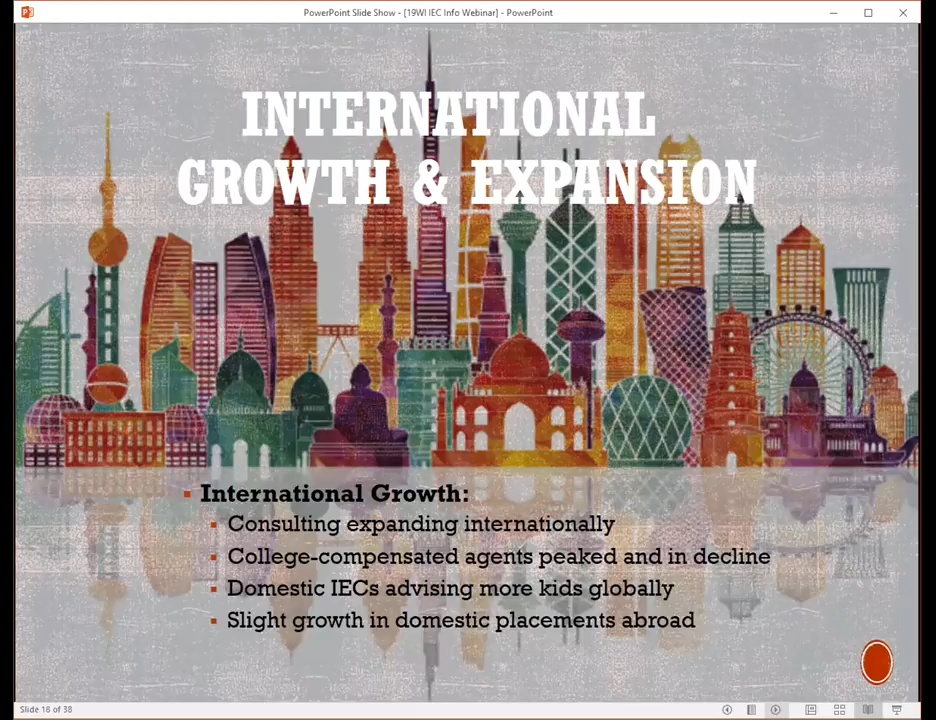 PowerPoint Slide Show - [19WI IEC Info Webinar] - PowerPoint
INTERNATIONAL
GROWTH & EXPANSION
International Growth:
Consulting expanding internationally
College-compensated agents peaked and in decline
Domestic IECs advising more kids globally
Slight growth in domestic placements abroad
Slide 18 of 38